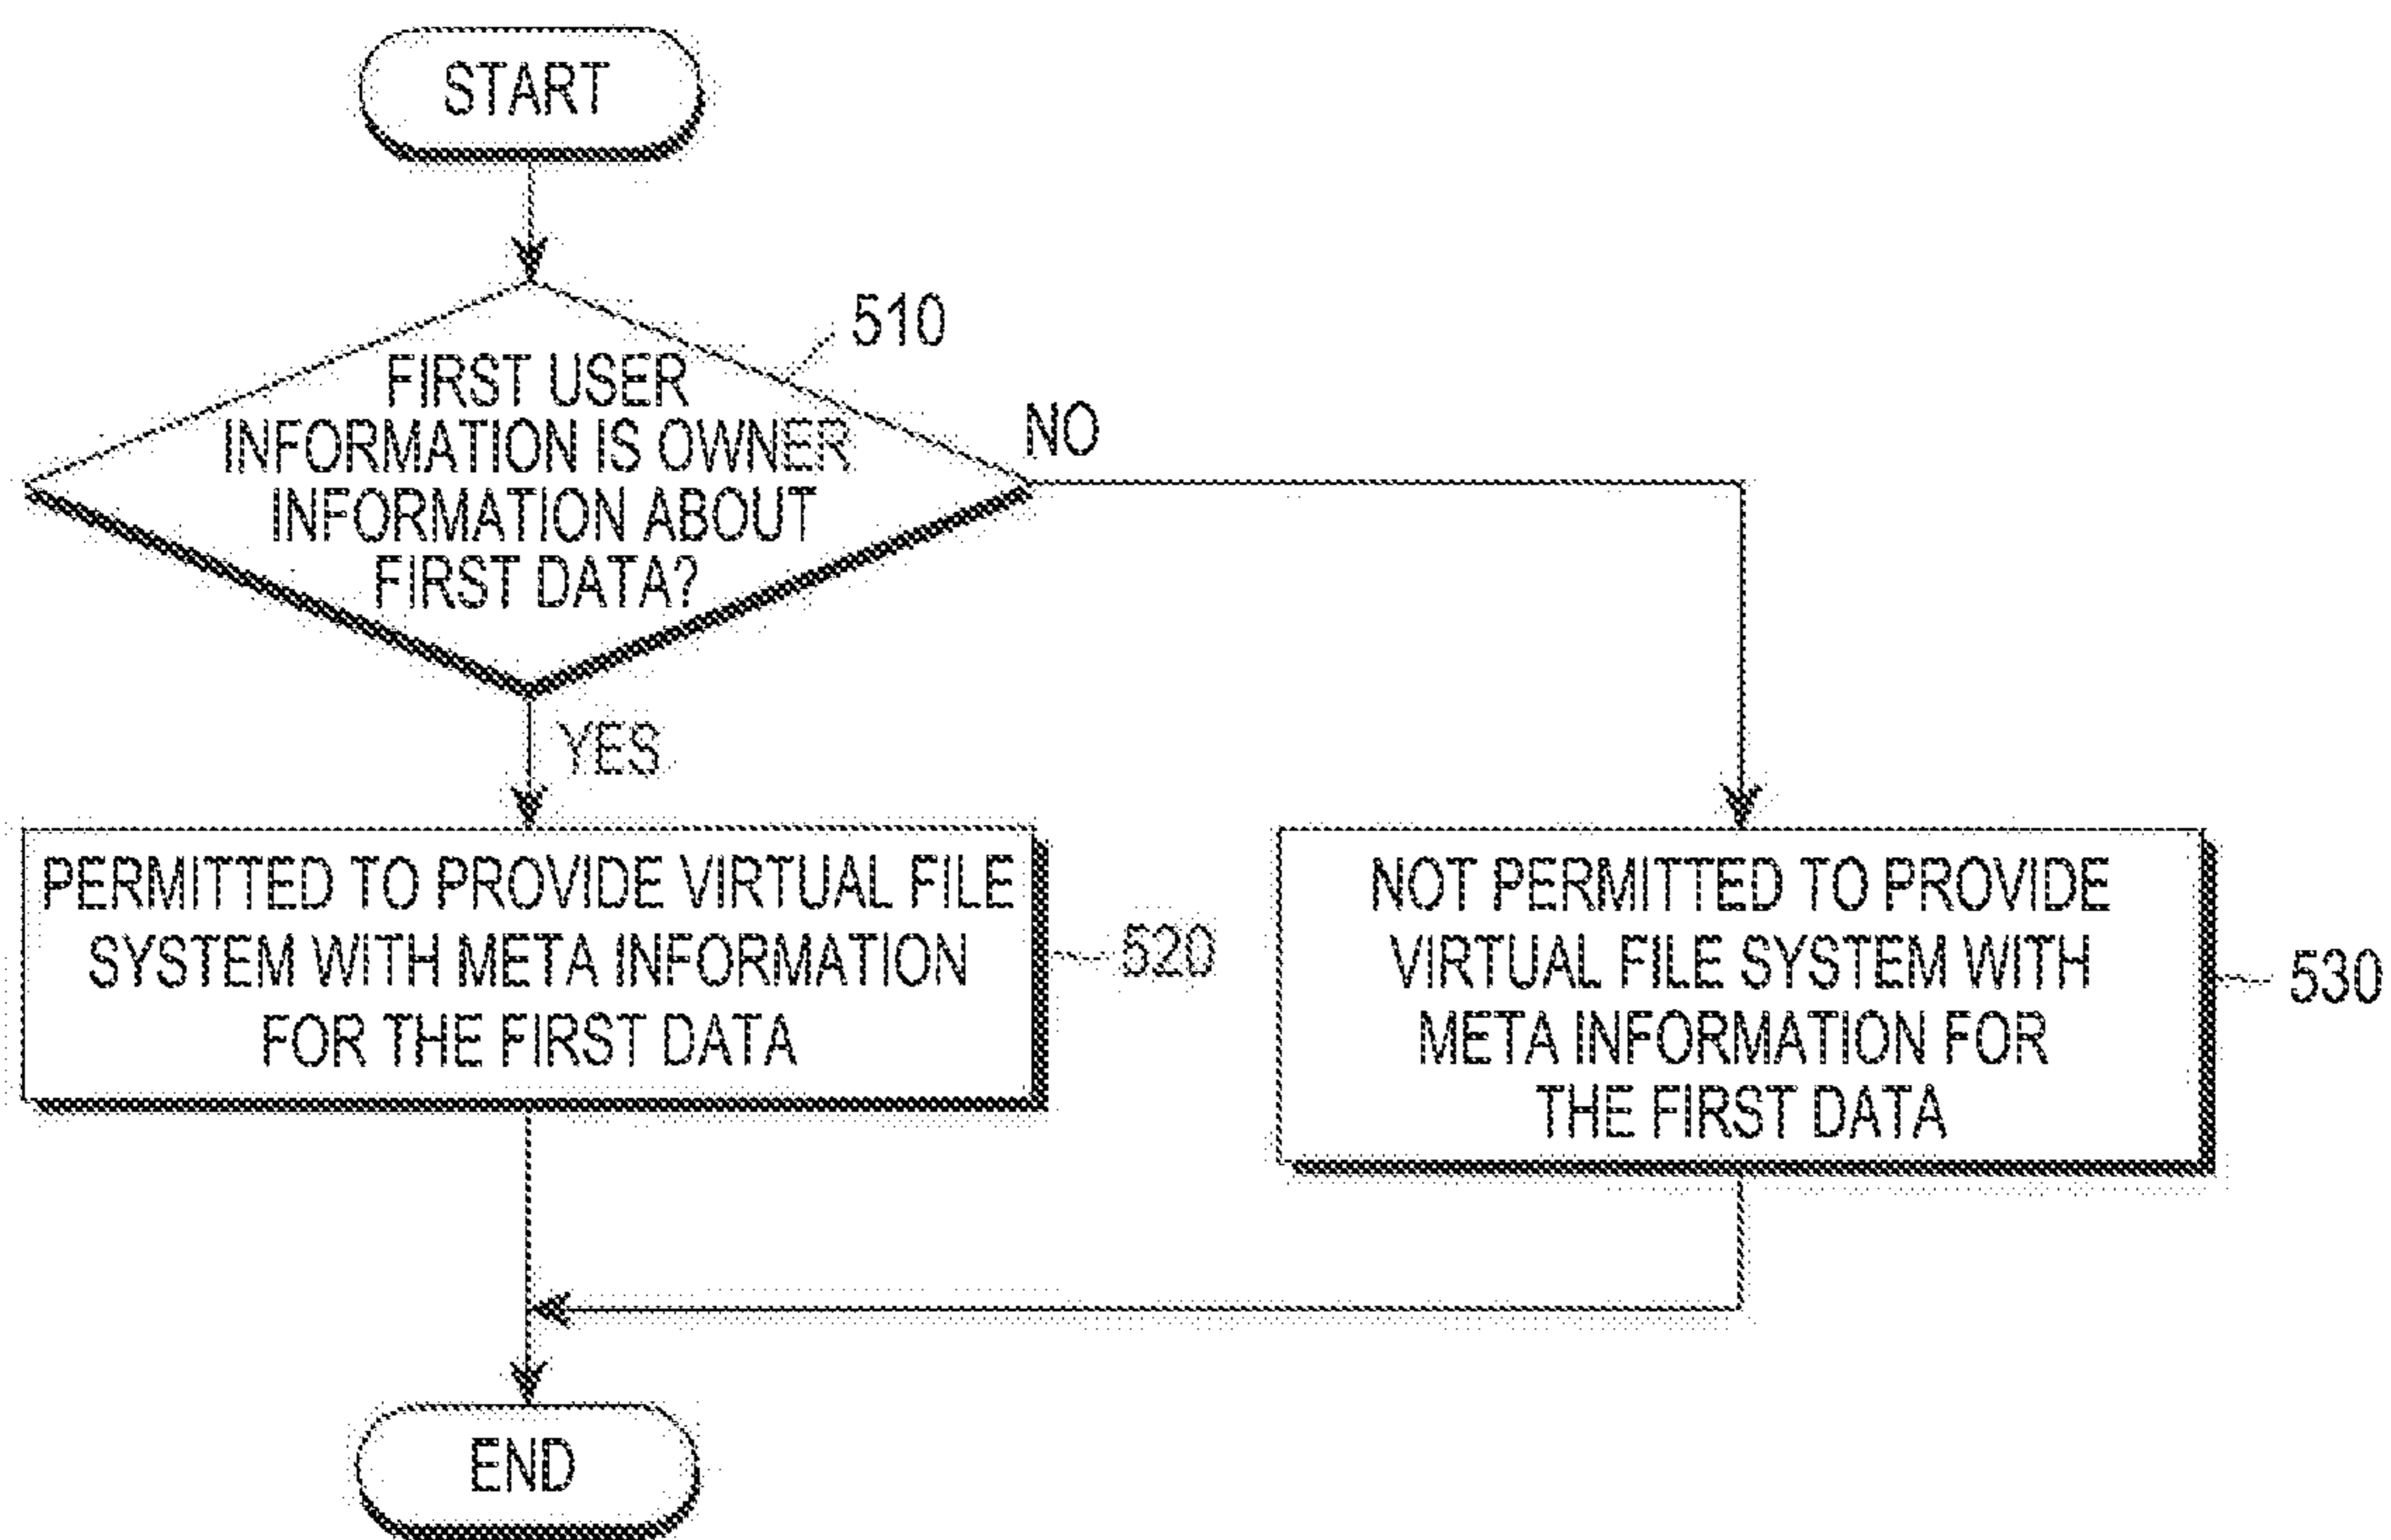 START
510
FIRST USER
INFORMATION IS OWNER
INFORMATION ABOUT
FIRST DATA?
NO
YES
PERMITTED TO PROVIDE VIRTUAL FILE
SYSTEM WITH META INFORMATION
FOR THE FIRST DATA
520
NOT PERMITTED TO PROVIDE
VIRTUAL FILE SYSTEM WITH
META INFORMATION FOR
THE FIRST DATA
530
END